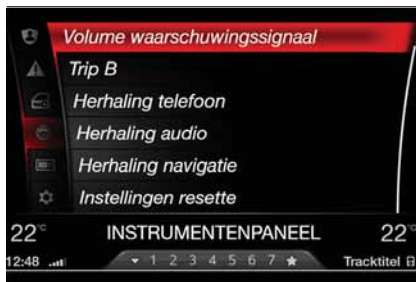 Volume waarschuwingssignaal
Trip B
Herhaling telefoon
Herhaling audio
Herhaling navigatie
Instellingen resette
22°c INSTRUMENTENPANEEL 22°c
12:48 1 2 3 4 5 6 7 Tracktitel